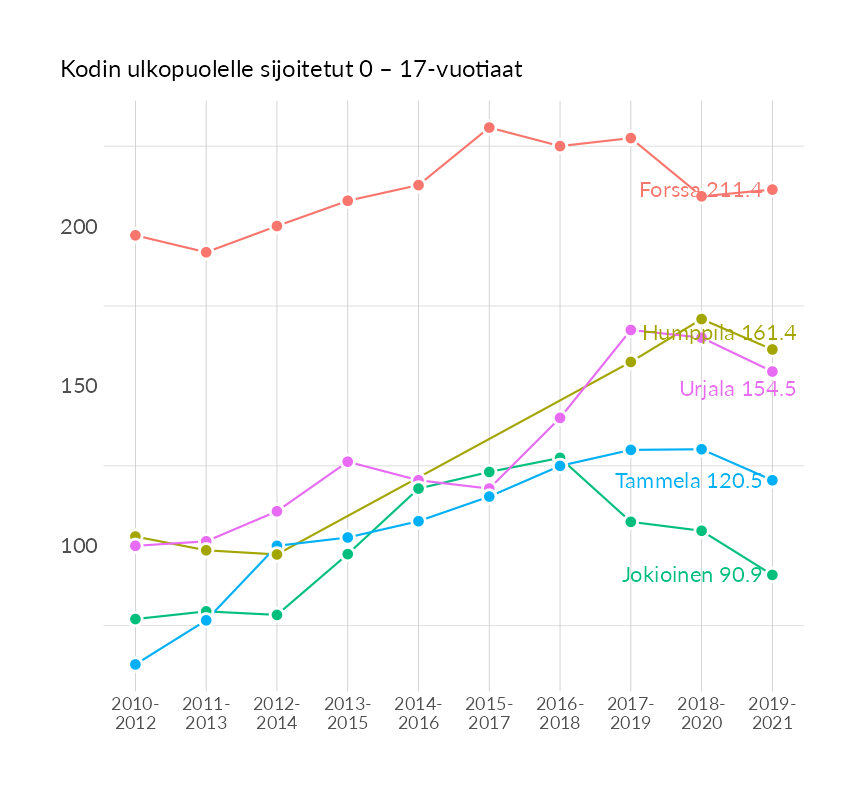 Kodin ulkopuolelle sijoitetut 0 – 17-vuotiaat
Forssa 211.4
200
Humppila 161.4
150
Urjala 154.5
Tammela 120.5
100
Jokioinen 90.9
2010- 2011- 2012- 2013- 2014- 2015- 2016- 2017- 2018- 2019-
2012 2013 2014 2015 2016 2017 2018 2019 2020 2021